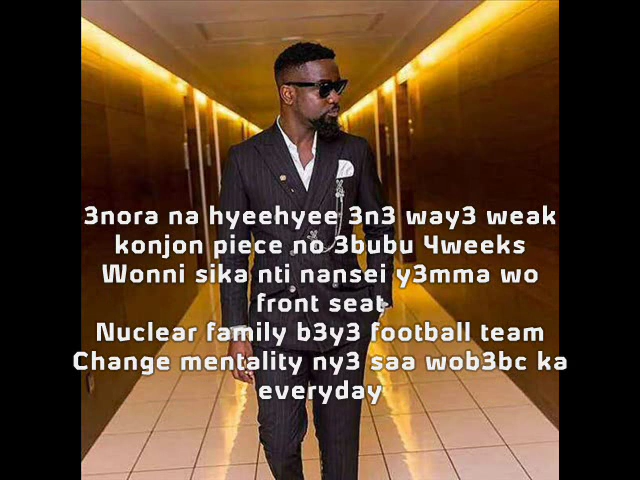 3nora na hyeehyee 3n3 way3 weak
konjon piece no 3bubu 4weeks
Wonni sika nti nansei y3mma wo
front seat
Nuclear family b3y3 football team
Change mentality ny3 saa wob3bc ka
everyday